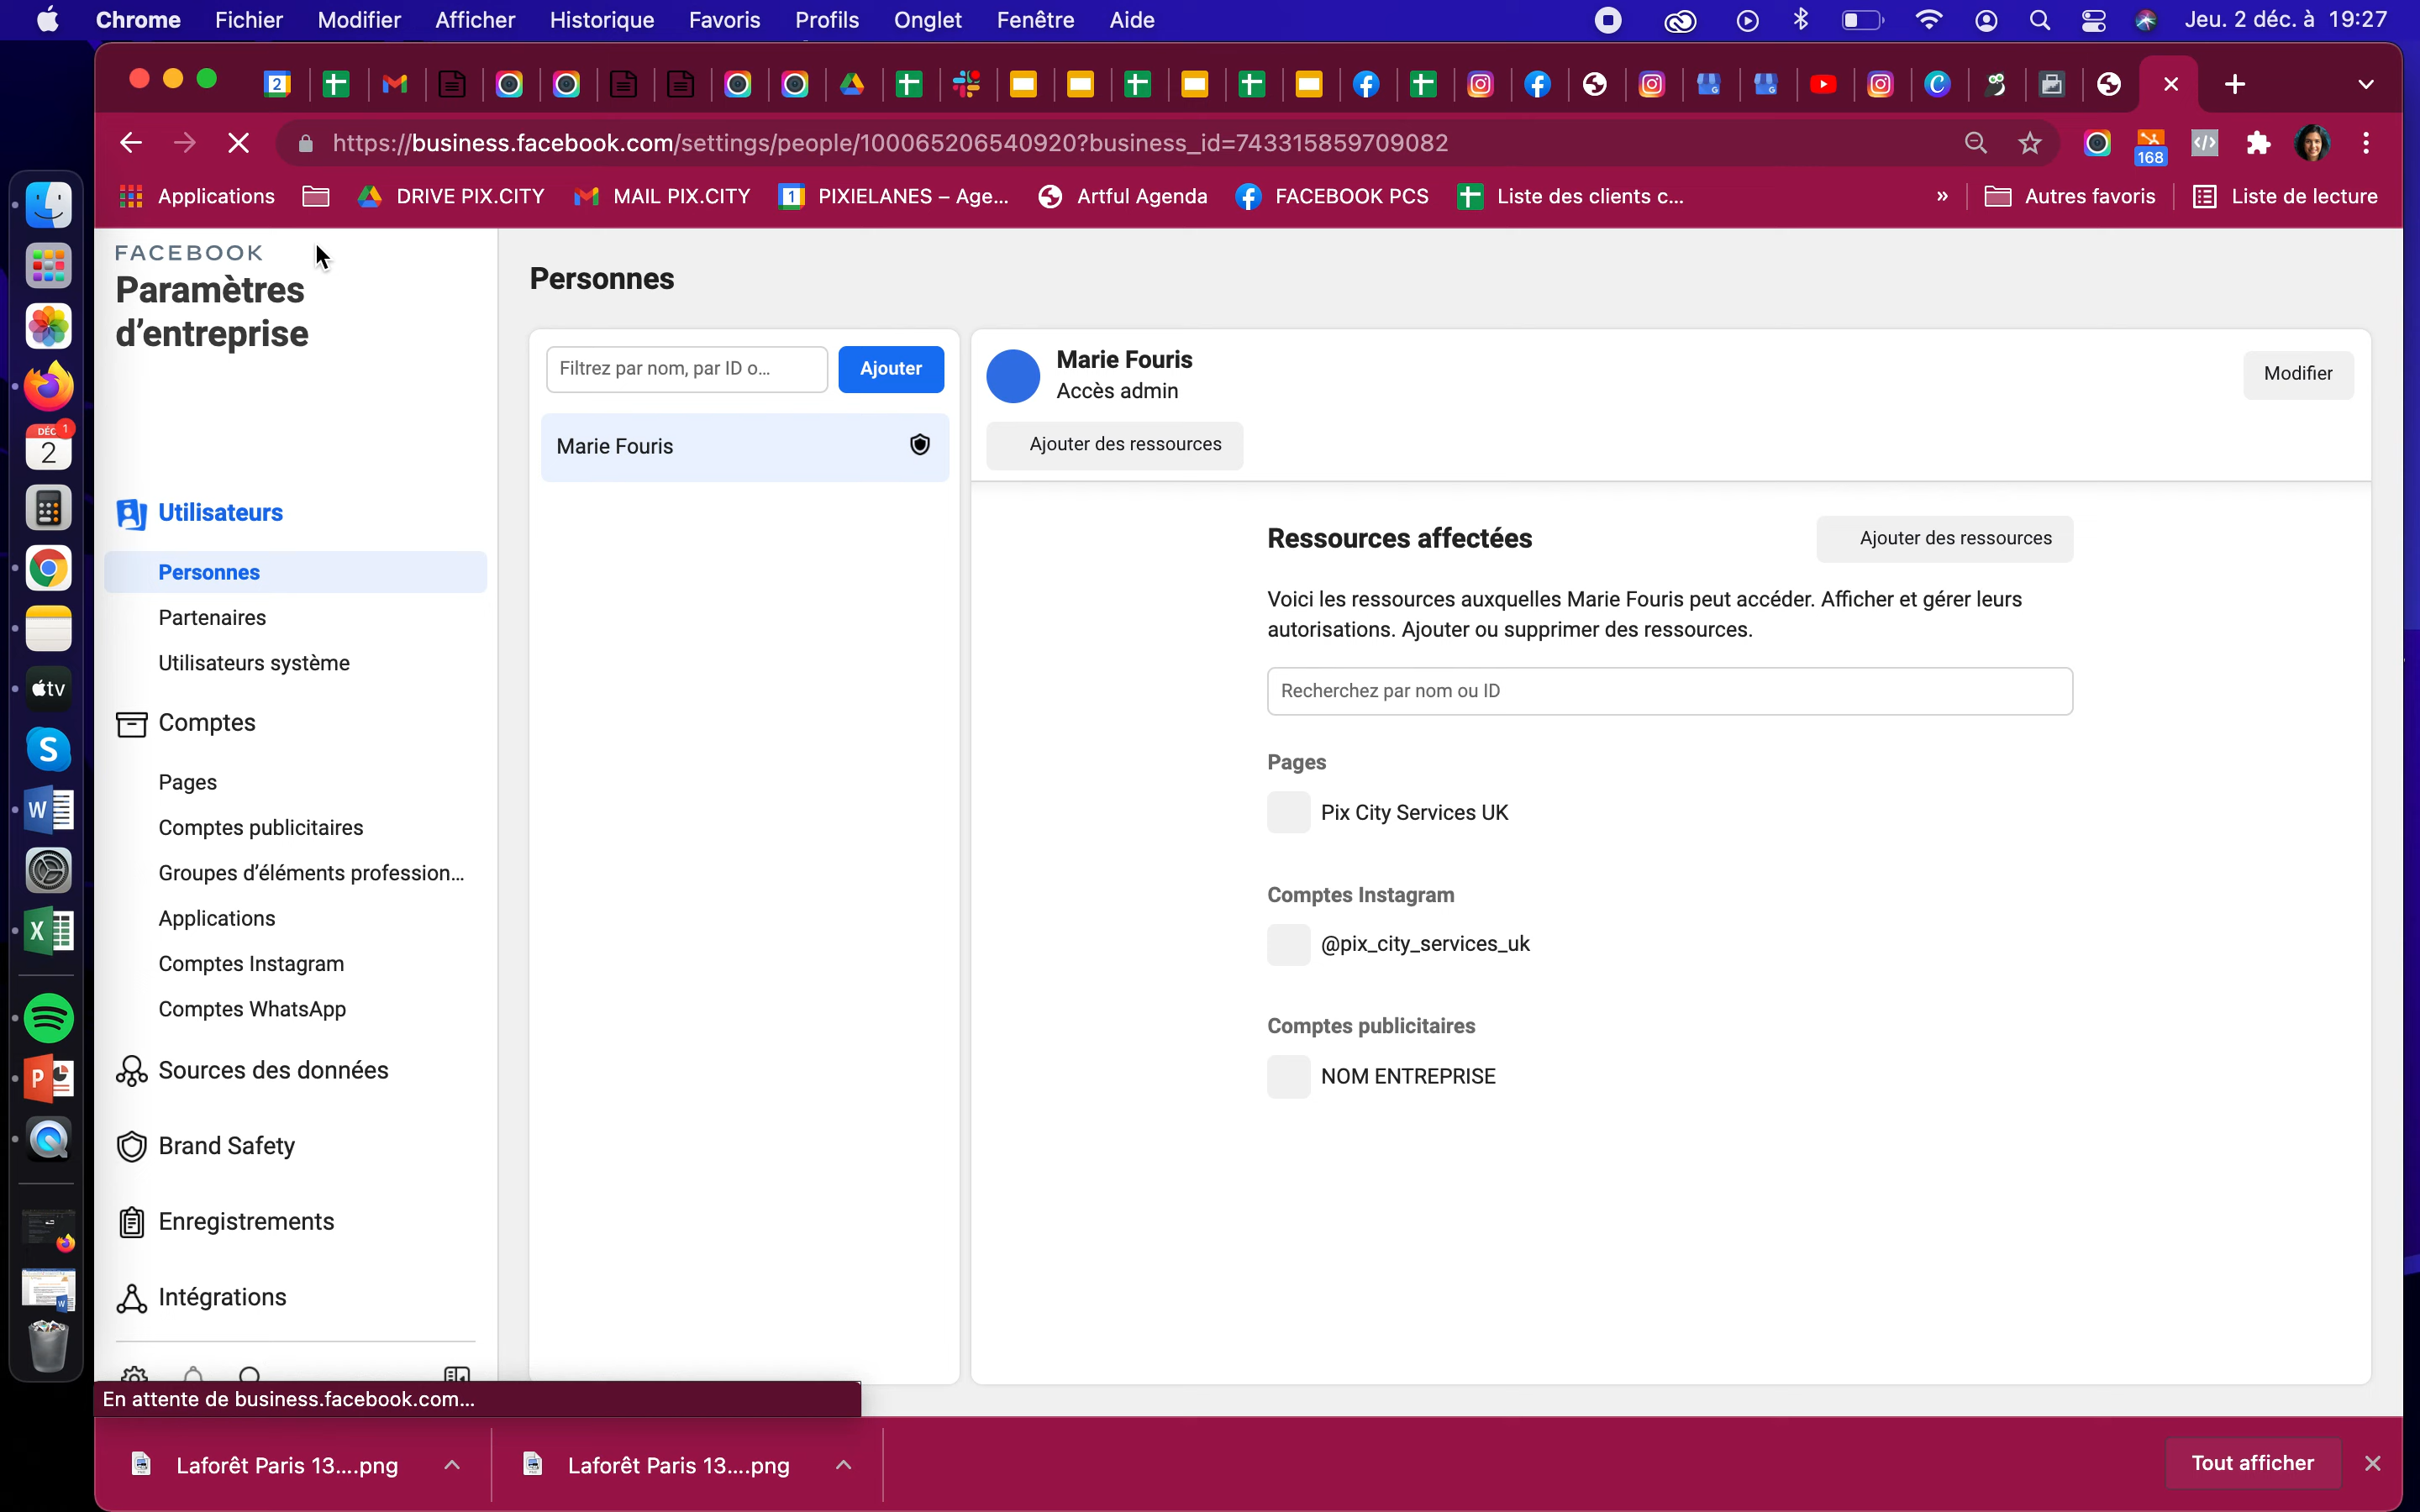 Chrome Fichier Modifier Afficher Historique Favoris Profils Onglet Fenêtre Aide Jeu. 2 déc. à 19:27
https://business.facebook.com/settings/people/100065206540920?business_id=743315859709082
168
Applications DRIVE PIX.CITY MAIL PIX.CITY PIXIELANES – Age... Artful Agenda FACEBOOK PCS Liste des clients c... » Autres favoris Liste de lecture
FACEBOOK
Paramètres
d'entreprise
Utilisateurs
Personnes
Partenaires
Utilisateurs système
Comptes
Pages
Comptes publicitaires
Groupes d'éléments profession...
Applications
Comptes Instagram
Comptes WhatsApp
Sources des données
Brand Safety
Enregistrements
Intégrations
Personnes
Filtrez par nom, par ID o... Ajouter
Marie Fouris
Marie Fouris
Accès admin
Modifier
Ajouter des ressources
Ressources affectées Ajouter des ressources
Voici les ressources auxquelles Marie Fouris peut accéder. Afficher et gérer leurs
autorisations. Ajouter ou supprimer des ressources.
Recherchez par nom ou ID
Pages
Pix City Services UK
Comptes Instagram
@pix_city_services_uk
Comptes publicitaires
NOM ENTREPRISE
En attente de business.facebook.com...
Laforêt Paris 13....png Laforêt Paris 13....png Tout afficher
DÉC 1
2
tv
S
W
X
P